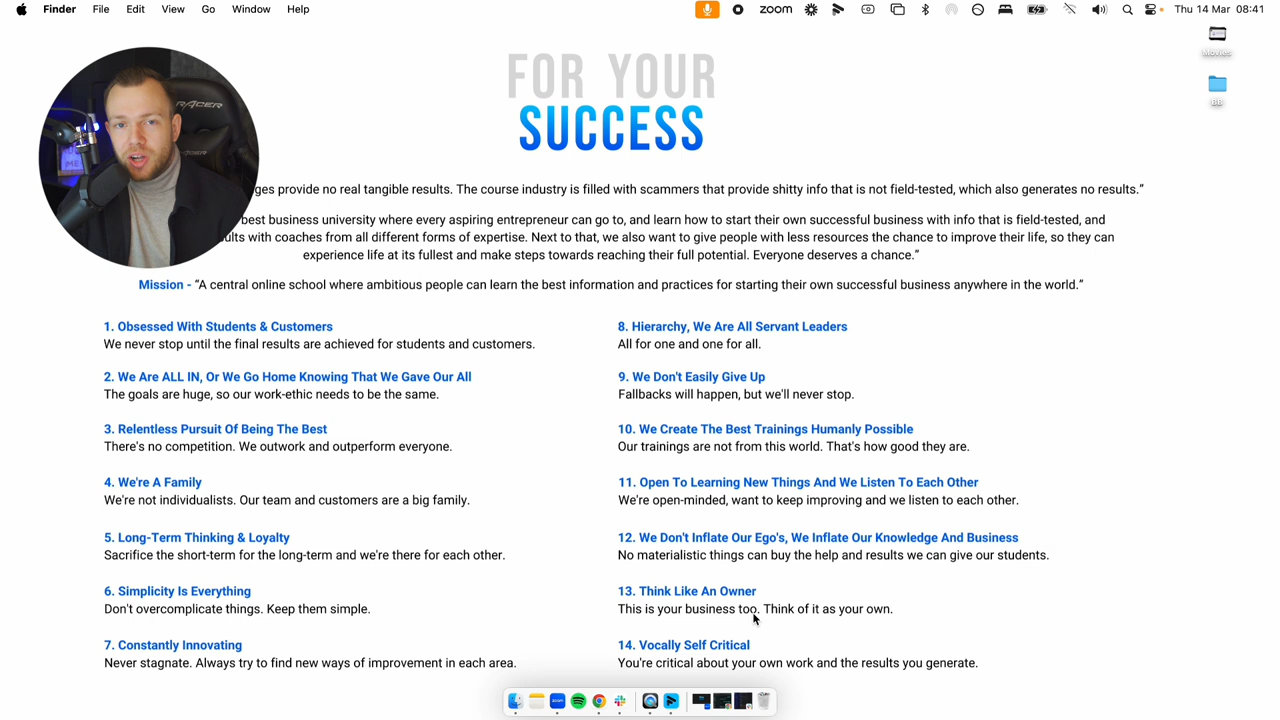 Finder File Edit View Go Window Help zoom Thu 14 Mar 08:41
Movies
BB
FOR YOUR
SUCCESS
ges provide no real tangible results. The course industry is filled with scammers that provide shitty info that is not field-tested, which also generates no results.”
best business university where every aspiring entrepreneur can go to, and learn how to start their own successful business with info that is field-tested, and
with coaches from all different forms of expertise. Next to that, we also want to give people with less resources the chance to improve their life, so they can
experience life at its fullest and make steps towards reaching their full potential. Everyone deserves a chance.”
Mission - “A central online school where ambitious people can learn the best information and practices for starting their own successful business anywhere in the world.”
1. Obsessed With Students & Customers
We never stop until the final results are achieved for students and customers.
2. We Are ALL IN, Or We Go Home Knowing That We Gave Our All
The goals are huge, so our work-ethic needs to be the same.
3. Relentless Pursuit Of Being The Best
There's no competition. We outwork and outperform everyone.
4. We're A Family
We're not individualists. Our team and customers are a big family.
5. Long-Term Thinking & Loyalty
Sacrifice the short-term for the long-term and we're there for each other.
6. Simplicity Is Everything
Don't overcomplicate things. Keep them simple.
7. Constantly Innovating
Never stagnate. Always try to find new ways of improvement in each area.
8. Hierarchy, We Are All Servant Leaders
All for one and one for all.
9. We Don't Easily Give Up
Fallbacks will happen, but we'll never stop.
10. We Create The Best Trainings Humanly Possible
Our trainings are not from this world. That's how good they are.
11. Open To Learning New Things And We Listen To Each Other
We're open-minded, want to keep improving and we listen to each other.
12. We Don't Inflate Our Ego's, We Inflate Our Knowledge And Business
No materialistic things can buy the help and results we can give our students.
13. Think Like An Owner
This is your business too. Think of it as your own.
14. Vocally Self Critical
You're critical about your own work and the results you generate.